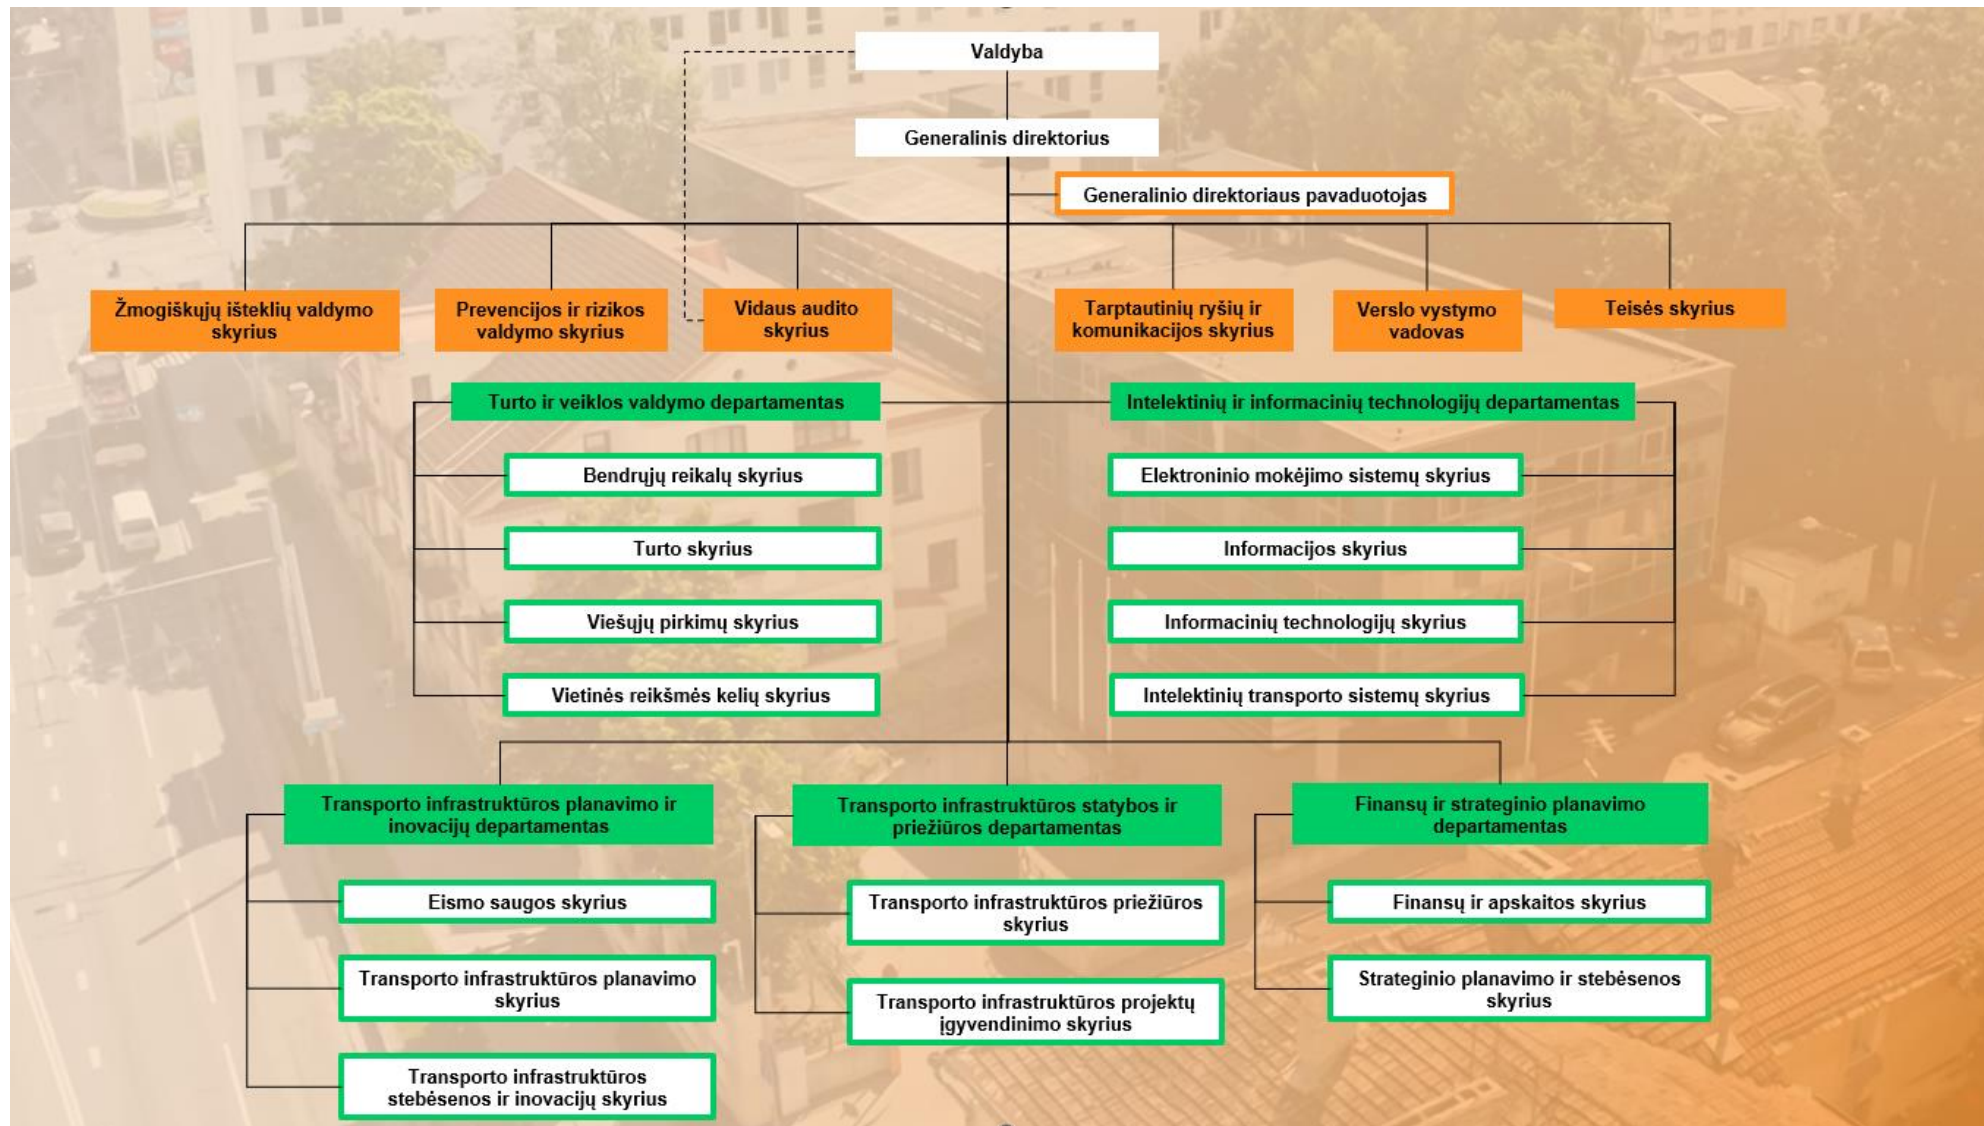 Valdyba
Generalinis direktorius
Generalinio direktoriaus pavaduotojas
Žmogiškųjų išteklių valdymo
skyrius
Prevencijos ir rizikos
valdymo skyrius
Vidaus audito
skyrius
Tarptautinių ryšių ir
komunikacijos skyrius
Verslo vystymo
vadovas
Teisės skyrius
Turto ir veiklos valdymo departamentas
Bendrųjų reikalų skyrius
Turto skyrius
Viešųjų pirkimų skyrius
Vietinės reikšmės kelių skyrius
Intelektinių ir informacinių technologijų departamentas
Elektroninio mokėjimo sistemų skyrius
Informacijos skyrius
Informacinių technologijų skyrius
Intelektinių transporto sistemų skyrius
Transporto infrastruktūros planavimo ir
inovacijų departamentas
Eismo saugos skyrius
Transporto infrastruktūros planavimo
skyrius
Transporto infrastruktūros
stebėsenos ir inovacijų skyrius
Transporto infrastruktūros statybos ir
priežiūros departamentas
Transporto infrastruktūros priežiūros
skyrius
Transporto infrastruktūros projektų
įgyvendinimo skyrius
Finansų ir strateginio planavimo
departamentas
Finansų ir apskaitos skyrius
Strateginio planavimo ir stebėsenos
skyrius